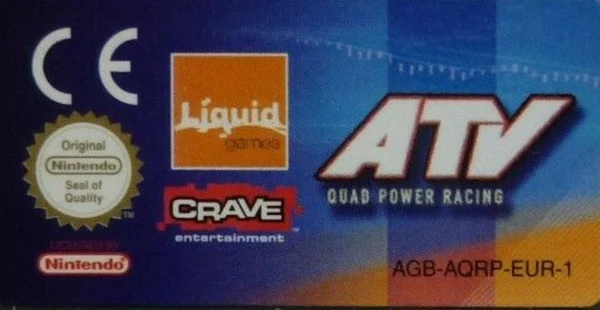 CE
Original
Nintendo
Seal of
Quality
TM
LICENSED BY
Nintendo
Liquid
games
CRAVE
entertainment
TM
ATV
QUAD POWER RACING
AGB-AQRP-EUR-1